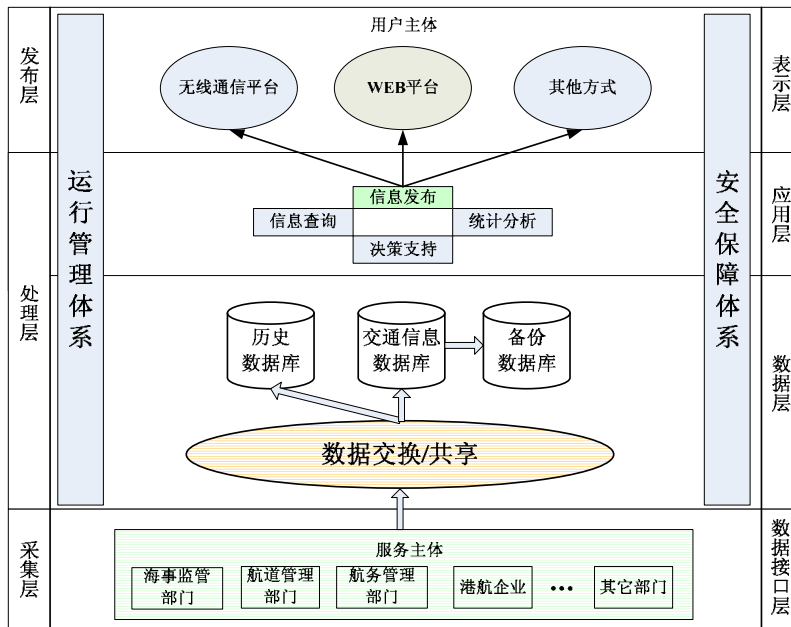 用户主体
发布层
表示层
无线通信平台
WEB平台
其他方式
运行管理体系
安全保障体系
信息发布
信息查询
统计分析
决策支持
应用层
处理层
历史
数据库
交通信息
数据库
备份
数据库
数据层
数据交换/共享
采集层
数据接口层
服务主体
海事监管
部门
航道管理
部门
航务管理
部门
港航企业
•••
其它部门